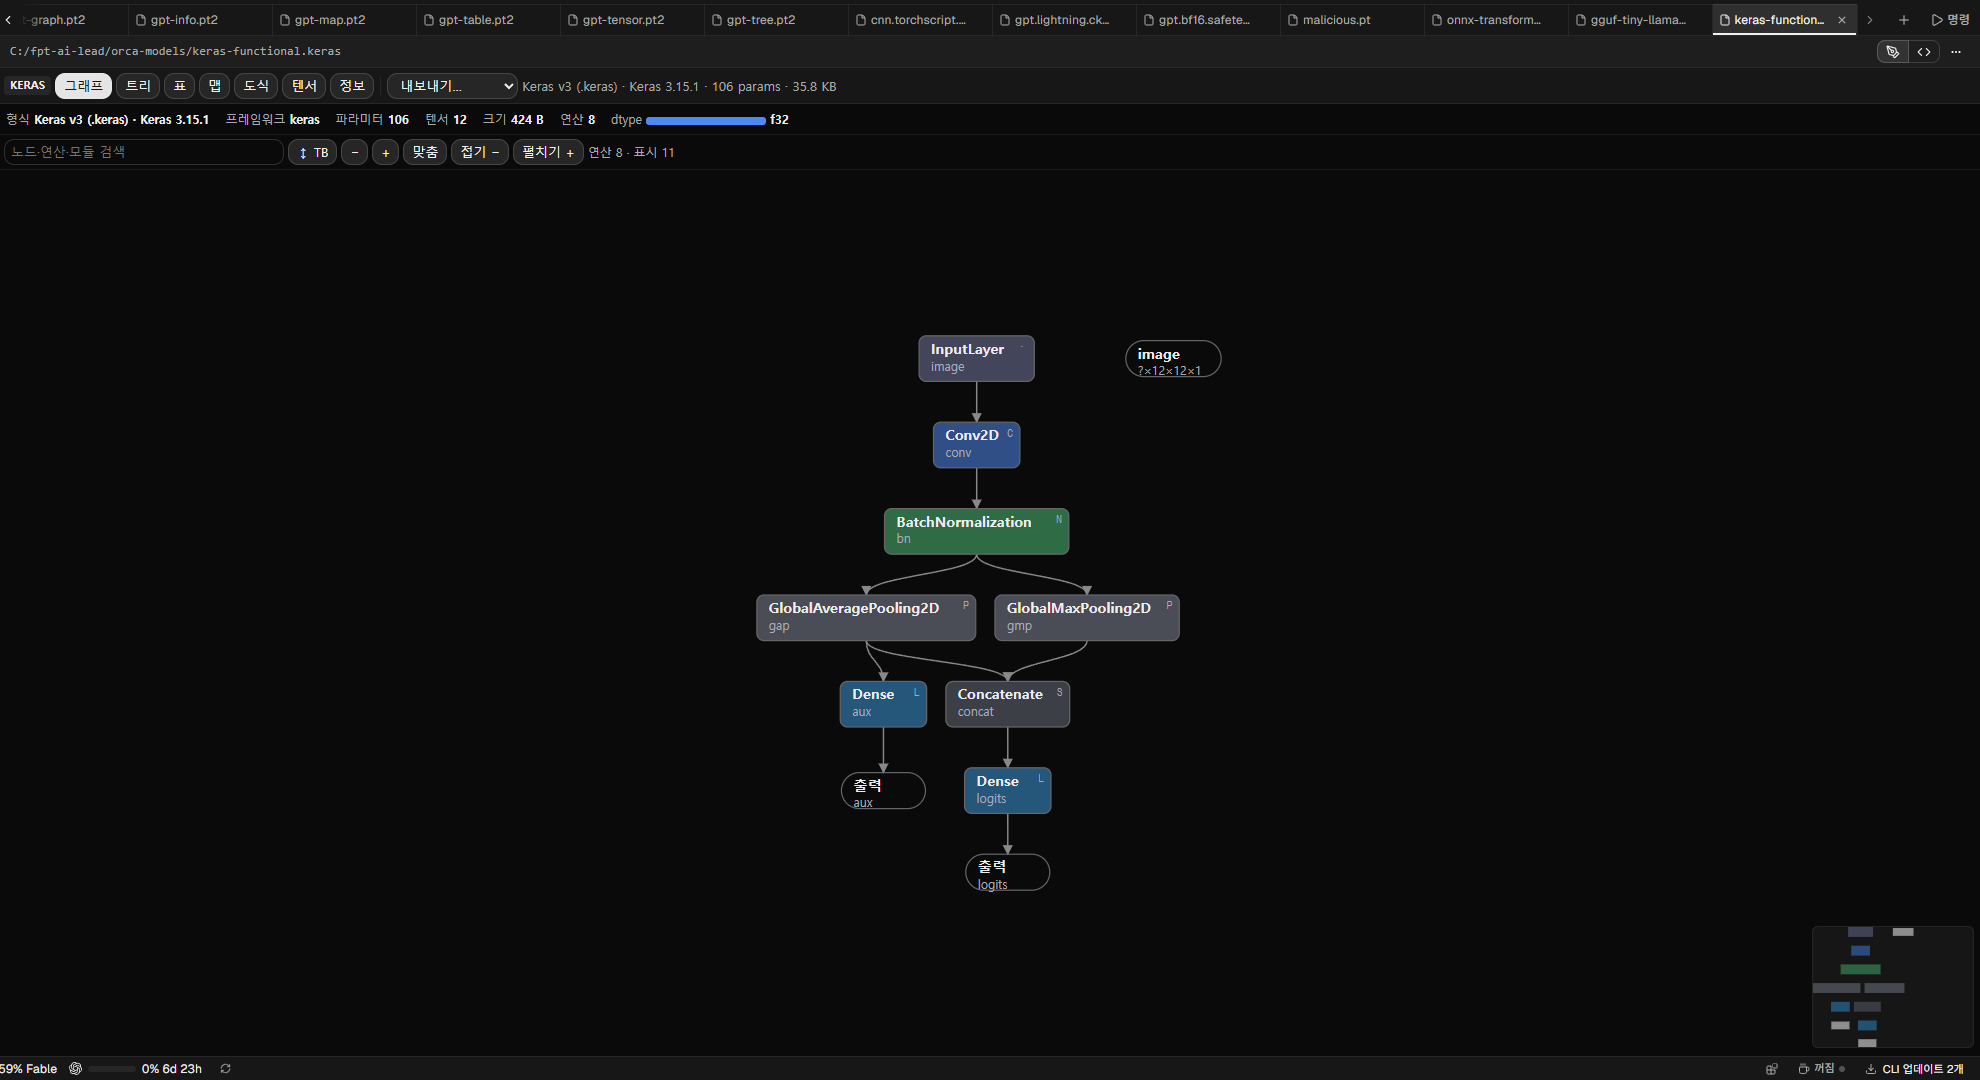 -graph.pt2
gpt-info.pt2
gpt-map.pt2
gpt-table.pt2
gpt-tensor.pt2
gpt-tree.pt2
cnn.torchscript....
gpt.lightning.ck...
gpt.bf16.safete...
malicious.pt
onnx-transform...
gguf-tiny-llama...
keras-function...
명령
C:/fpt-ai-lead/orca-models/keras-functional.keras
KERAS 그래프 트리 표 맵 도식 텐서 정보 내보내기... Keras v3 (.keras) · Keras 3.15.1 · 106 params · 35.8 KB
형식 Keras v3 (.keras) · Keras 3.15.1 프레임워크 keras 파라미터 106 텐서 12 크기 424 B 연산 8 dtype f32
노드·연산·모듈 검색 ↕ TB − + 맞춤 접기 − 펼치기 + 연산 8 · 표시 11
InputLayer
image
image
?×12×12×1
Conv2D C
conv
BatchNormalization N
bn
GlobalAveragePooling2D P
gap
GlobalMaxPooling2D P
gmp
Dense L
aux
Concatenate S
concat
출력
aux
Dense L
logits
출력
logits
59% Fable 0% 6d 23h 꺼짐 CLI 업데이트 2개